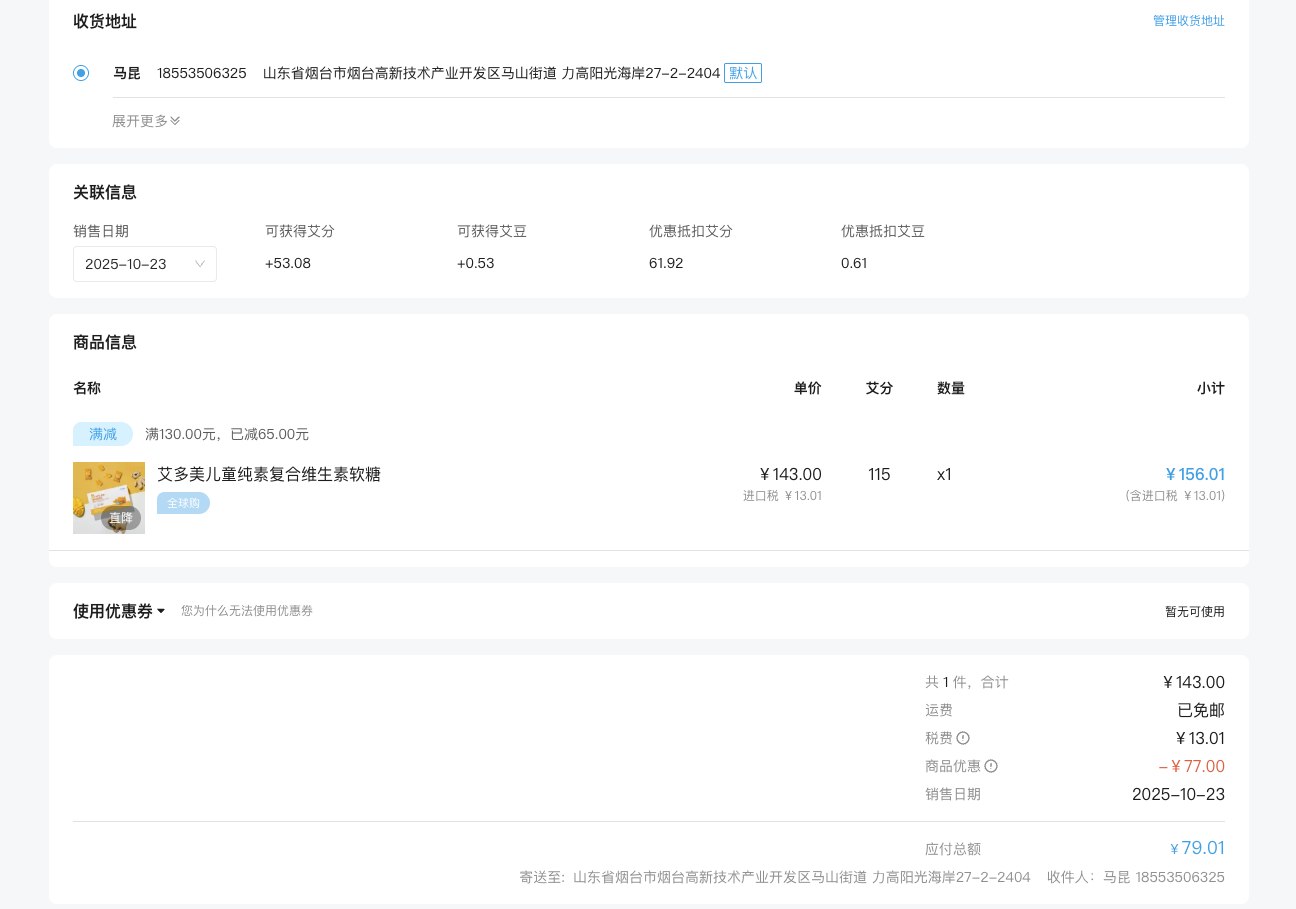 收货地址 管理收货地址
马昆 18553506325 山东省烟台市烟台高新技术产业开发区马山街道 力高阳光海岸27-2-2404 默认
展开更多
关联信息
销售日期 可获得艾分 可获得艾豆 优惠抵扣艾分 优惠抵扣艾豆
2025-10-23 +53.08 +0.53 61.92 0.61
商品信息
名称 单价 艾分 数量 小计
满减 满130.00元，已减65.00元
艾多美儿童纯素复合维生素软糖 ¥143.00 115 x1 ¥156.01
全球购 进口税 ¥13.01 (含进口税 ¥13.01)
直降
使用优惠券 您为什么无法使用优惠券 暂无可使用
共 1 件，合计 ¥143.00
运费 已免邮
税费 ¥13.01
商品优惠 -¥77.00
销售日期 2025-10-23
应付总额 ¥79.01
寄送至: 山东省烟台市烟台高新技术产业开发区马山街道 力高阳光海岸27-2-2404 收件人: 马昆 18553506325